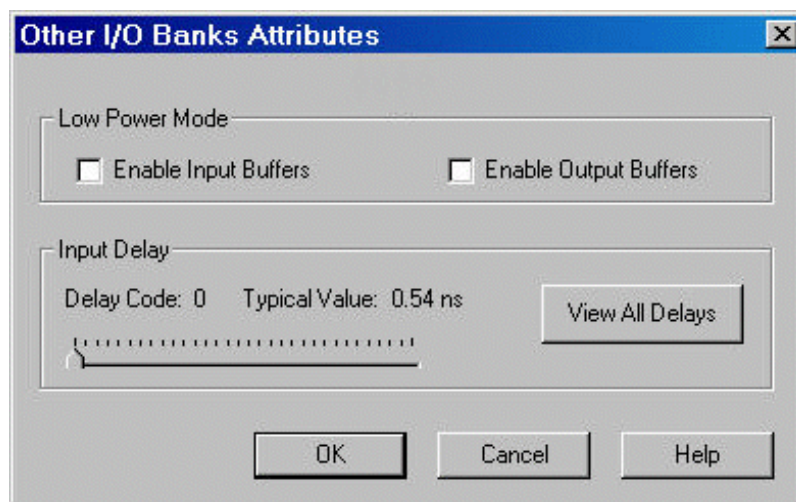 Other I/O Banks Attributes
Low Power Mode
Enable Input Buffers Enable Output Buffers
Input Delay
Delay Code: 0 Typical Value: 0.54 ns
View All Delays
OK Cancel Help